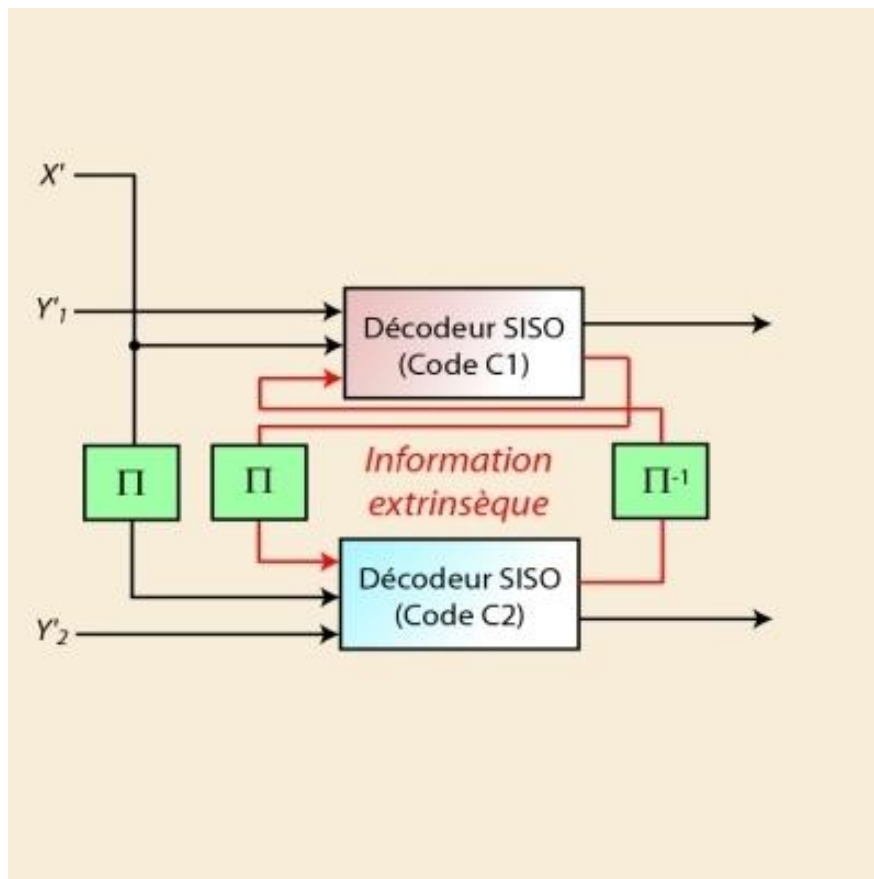 X'
Y'₁
Décodeur SISO
(Code C1)
Π
Π
Information
extrinsèque
Π⁻¹
Décodeur SISO
(Code C2)
Y'₂